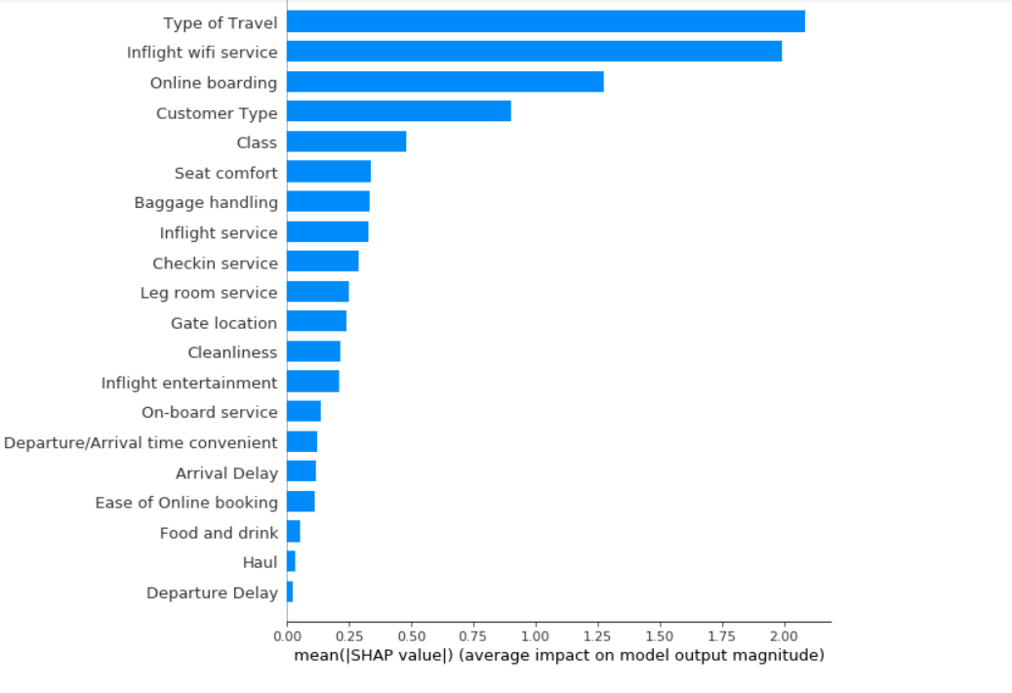 Type of Travel
Inflight wifi service
Online boarding
Customer Type
Class
Seat comfort
Baggage handling
Inflight service
Checkin service
Leg room service
Gate location
Cleanliness
Inflight entertainment
On-board service
Departure/Arrival time convenient
Arrival Delay
Ease of Online booking
Food and drink
Haul
Departure Delay
0.00 0.25 0.50 0.75 1.00 1.25 1.50 1.75 2.00
mean(|SHAP value|) (average impact on model output magnitude)